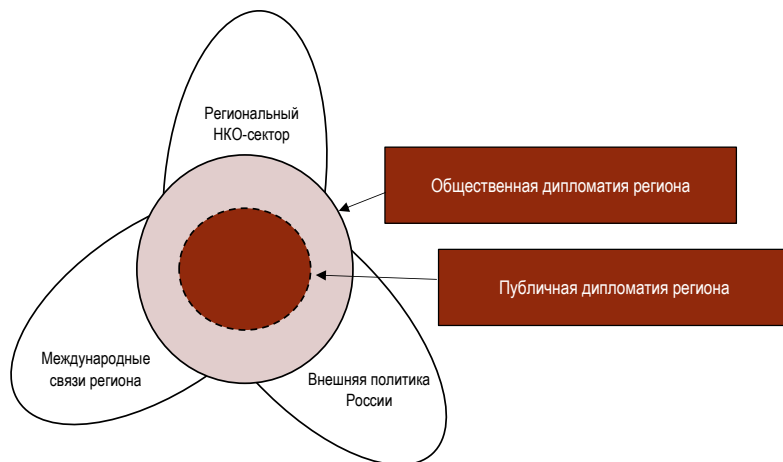 Региональный
НКО-сектор
Общественная дипломатия региона
Публичная дипломатия региона
Международные
связи региона
Внешняя политика
России